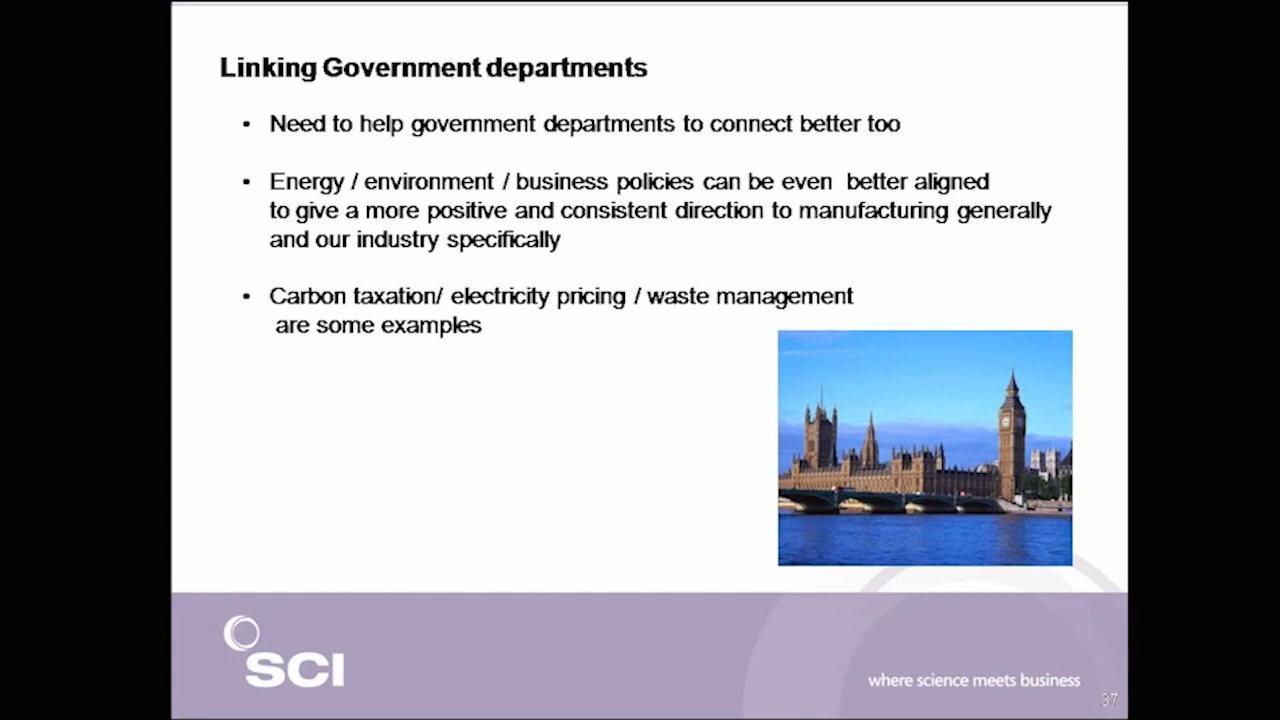 Linking Government departments
• Need to help government departments to connect better too
• Energy / environment / business policies can be even better aligned
to give a more positive and consistent direction to manufacturing generally
and our industry specifically
• Carbon taxation/ electricity pricing / waste management
are some examples
SCI
where science meets business
37